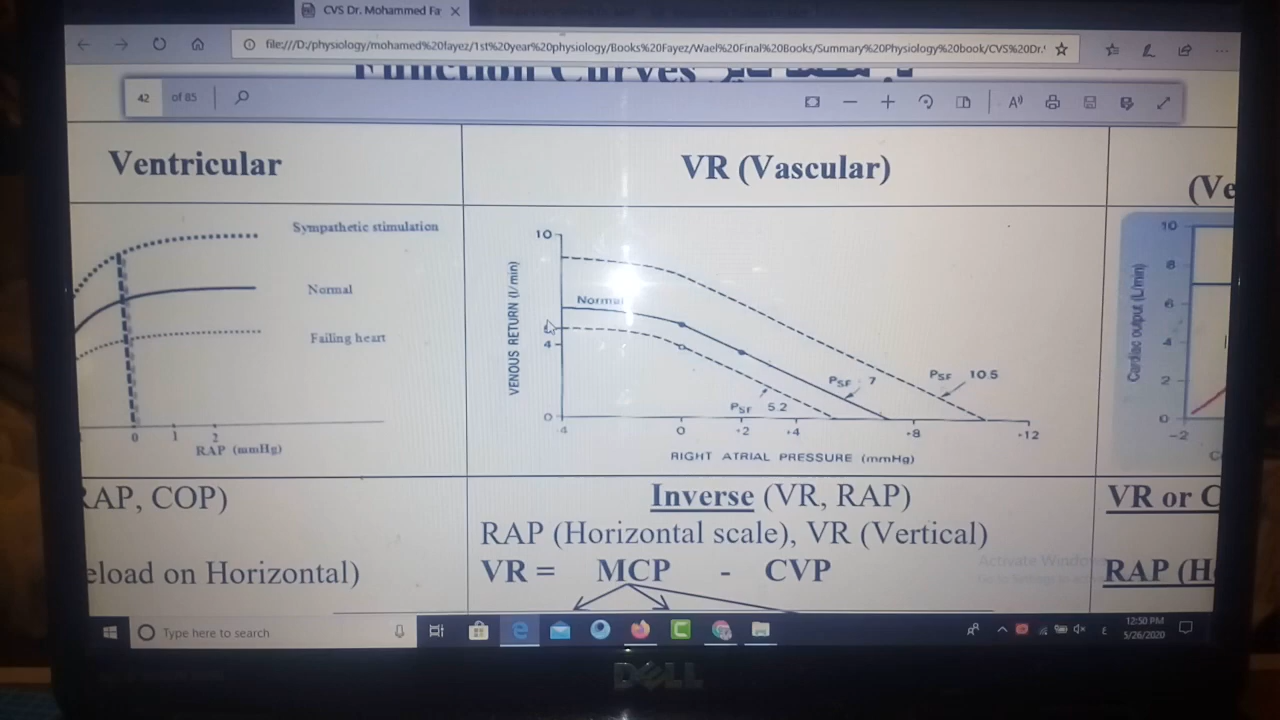 CVS Dr. Mohammed Fa
file:///D:/physiology/mohamed%20fayez/1st%20year%20physiology/Books%20Fayez/Wael%20Final%20Books/Summary%20Physiology%20book/CVS%20Dr.
Function Curves
42 of 85
Ventricular
VR (Vascular)
(Ve
Sympathetic stimulation
Normal
Failing heart
0 1 2
RAP (mmHg)
VENOUS RETURN (l/min)
10
4
0
Normal
PSF 7
PSF 10.5
PSF 5.2
-4 0 +2 +4 +8 +12
RIGHT ATRIAL PRESSURE (mmHg)
Cardiac output (L/min)
10
8
6
4
2
0
-2
C
RAP, COP)
Inverse (VR, RAP)
VR or C
RAP (Horizontal scale), VR (Vertical)
eload on Horizontal)
VR = MCP - CVP
RAP (H
Activate Windows
Type here to search
12:50 PM
5/26/2020
DELL